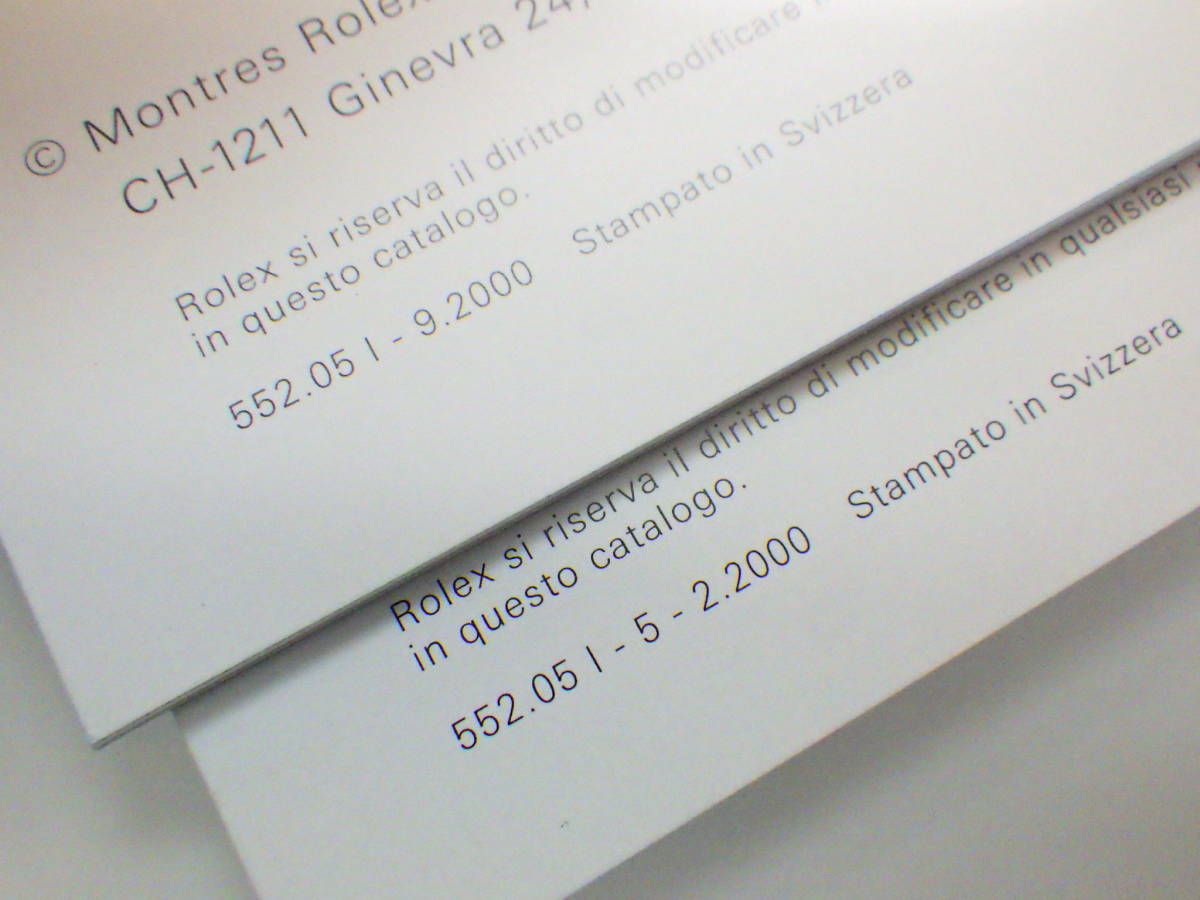 © Montres Rolex
CH-1211 Ginevra 24,
Rolex si riserva il diritto di modificare
in questo catalogo.
552.05 I - 9.2000 Stampato in Svizzera
Rolex si riserva il diritto di modificare in qualsiasi
in questo catalogo.
552.05 I - 5 - 2.2000 Stampato in Svizzera